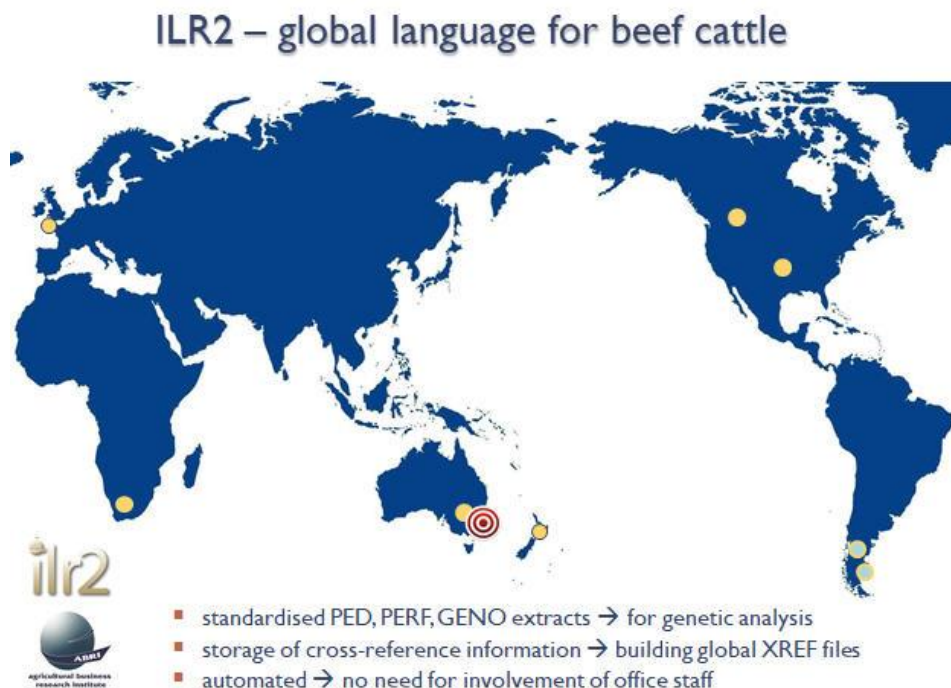 ILR2 – global language for beef cattle
ilr2
ABRI
agricultural business
research institute
▪ standardised PED, PERF, GENO extracts → for genetic analysis
▪ storage of cross-reference information → building global XREF files
▪ automated → no need for involvement of office staff